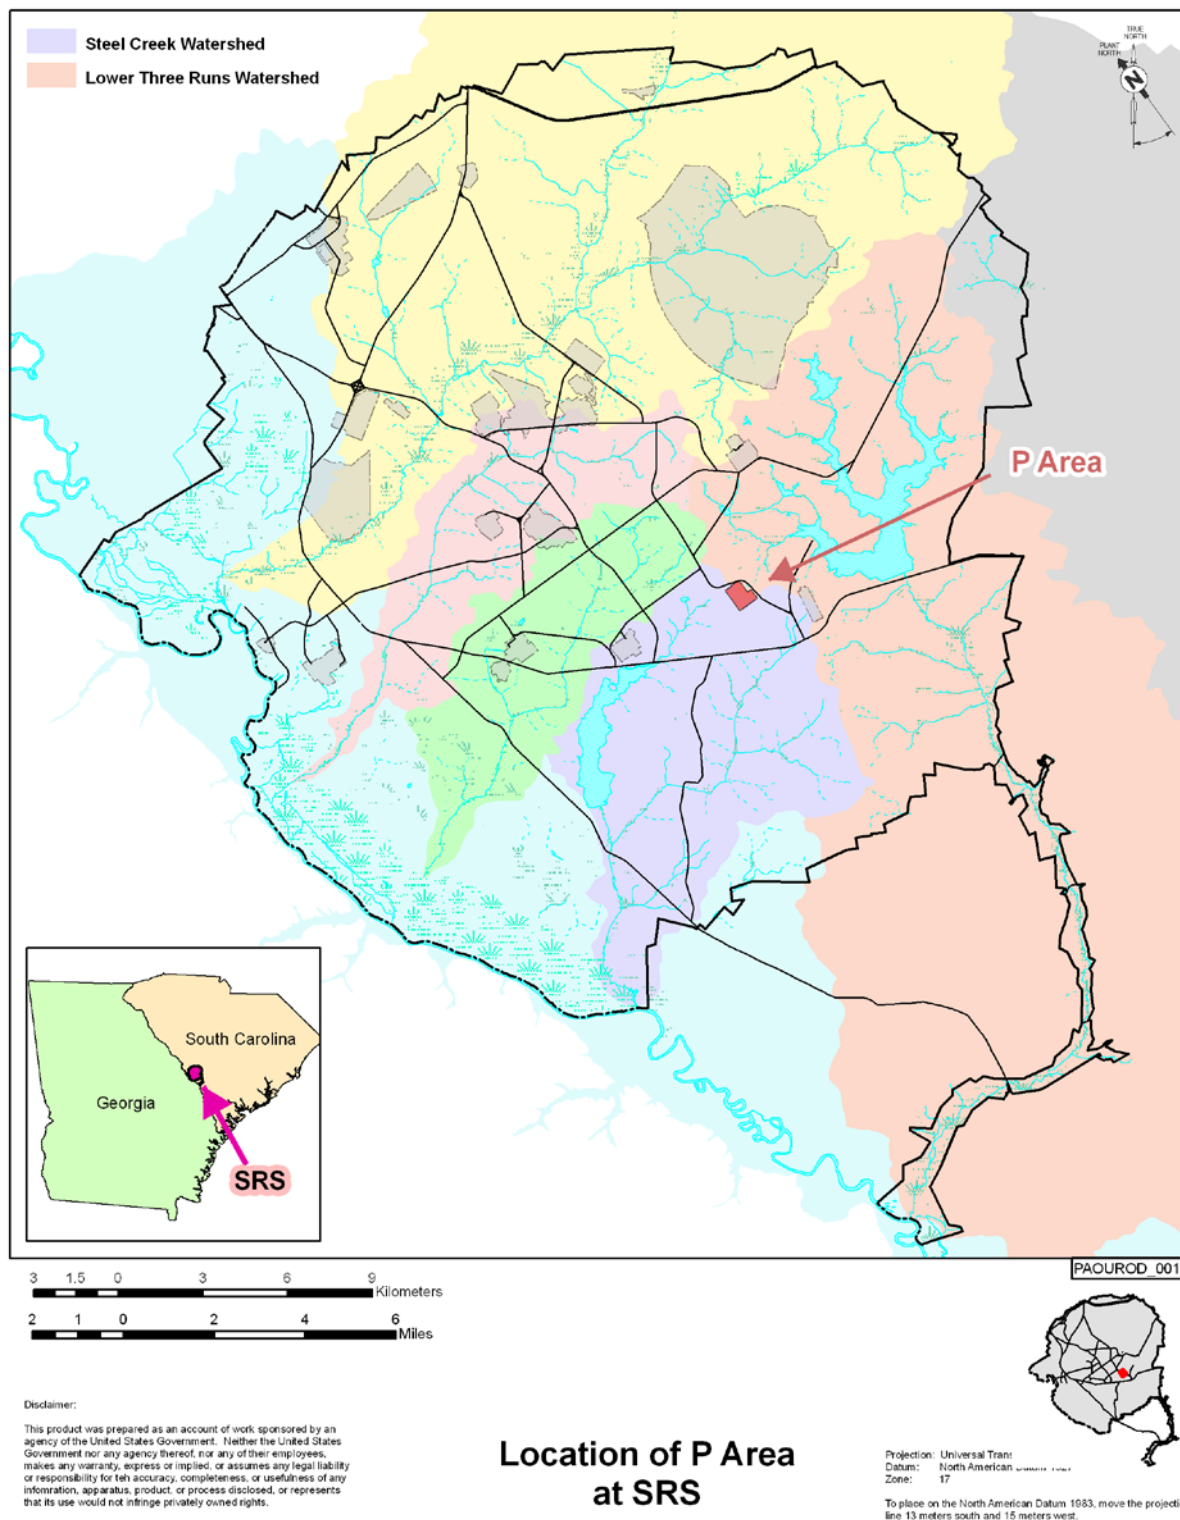 Steel Creek Watershed
Lower Three Runs Watershed
TRUE
NORTH
PLANT
NORTH
N
P Area
South Carolina
Georgia
SRS
PAOUROD_001
3 1.5 0 3 6 9
Kilometers
2 1 0 2 4 6
Miles
Disclaimer:
This product was prepared as an account of work sponsored by an
agency of the United States Government. Neither the United States
Government nor any agency thereof, nor any of their employees,
makes any warranty, express or implied, or assumes any legal liability
or responsibility for teh accuracy, completeness, or usefulness of any
infomration, apparatus, product, or process disclosed, or represents
that its use would not infringe privately owned rights.
Location of P Area
at SRS
Projection: Universal Trans
Datum: North American
Zone: 17
To place on the North American Datum 1983, move the projecti
line 13 meters south and 15 meters west.